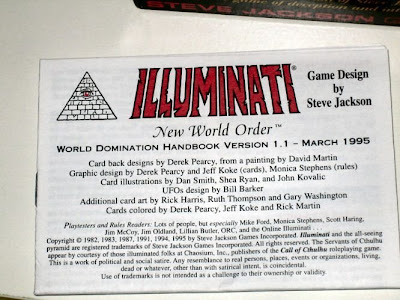 STEVE JACKSON G
ILLUMINATI®
Game Design
by
Steve Jackson
New World Order™
WORLD DOMINATION HANDBOOK VERSION 1.1 – MARCH 1995
Card back designs by Derek Pearcy, from a painting by David Martin
Graphic design by Derek Pearcy and Jeff Koke (cards), Monica Stephens (rules)
Card illustrations by Dan Smith, Shea Ryan, and John Kovalic
UFOs design by Bill Barker
Additional card art by Rick Harris, Ruth Thompson and Gary Washington
Cards colored by Derek Pearcy, Jeff Koke and Rick Martin
Playtesters and Rules Readers: Lots of people, but especially Mike Ford, Monica Stephens, Scott Haring,
Jim McCoy, Jim Oldland, Lillian Butler, ORC, and the Online Illuminati . . .
Copyright © 1982, 1983, 1987, 1991, 1994, 1995 by Steve Jackson Games Incorporated. Illuminati and the all-seeing
pyramid are registered trademarks of Steve Jackson Games Incorporated. All rights reserved. The Servants of Cthulhu
appear by courtesy of those illuminated folks at Chaosium, Inc., publishers of the Call of Cthulhu roleplaying game.
This is a work of political and social satire. Any resemblance to real persons, places, events or organizations, living,
dead or whatever, other than with satirical intent, is coincidental.
Use of trademarks is not intended as a challenge to their ownership or validity.